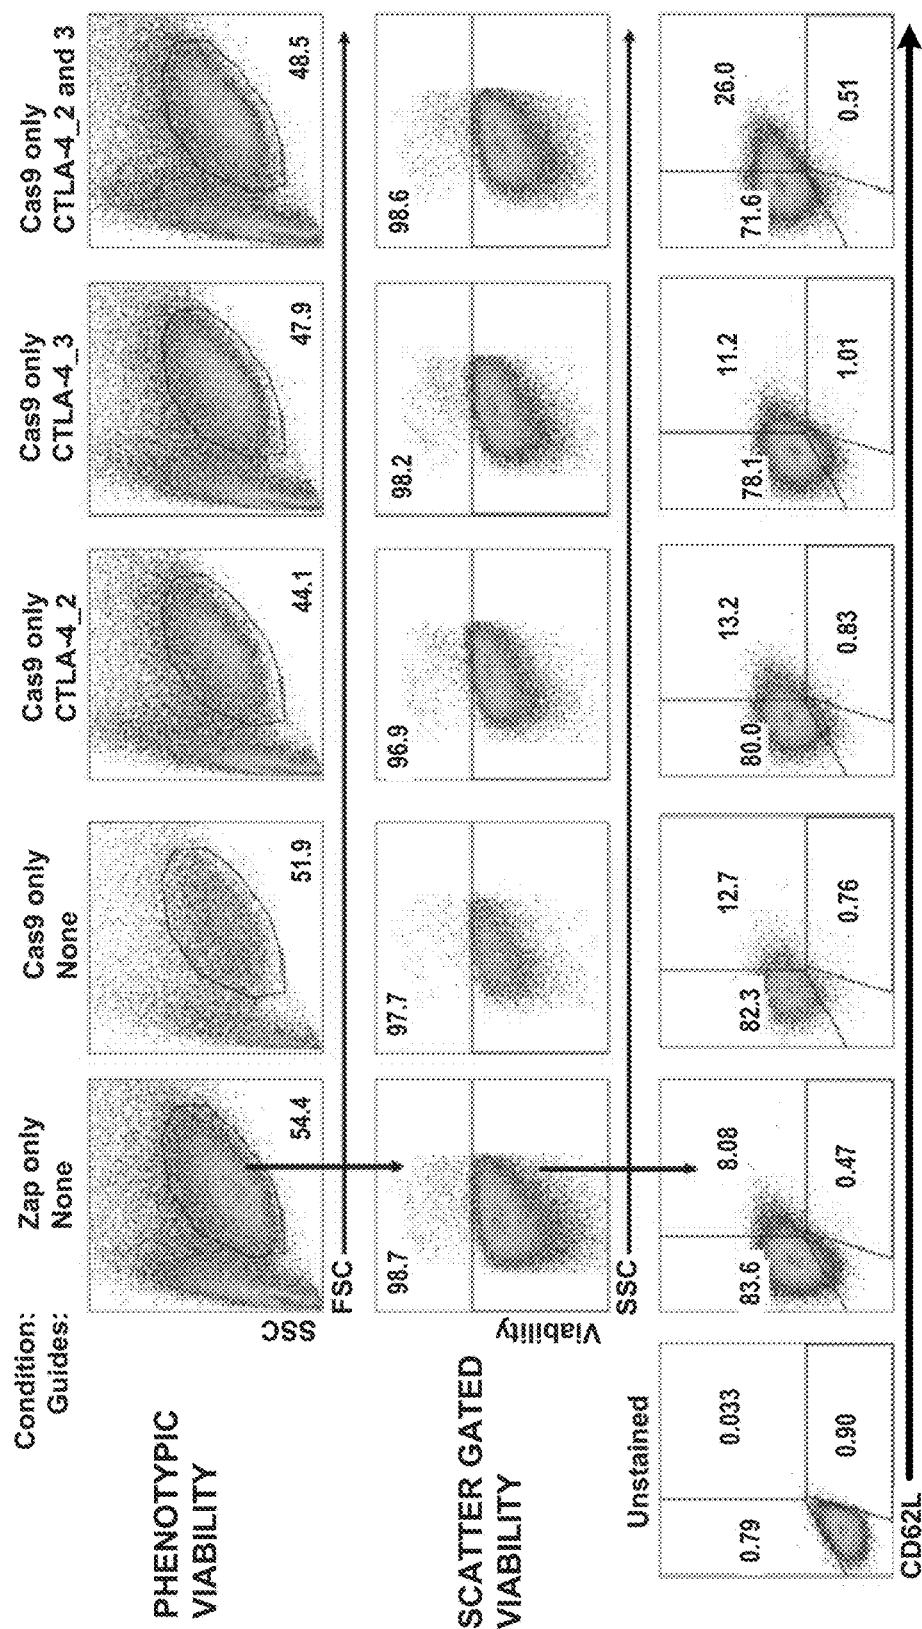 Condition:
Guides:
Zap only
None
Cas9 only
None
Cas9 only
CTLA-4_2
Cas9 only
CTLA-4_3
Cas9 only
CTLA-4_2 and 3
PHENOTYPIC
VIABILITY
SSC
54.4
51.9
44.1
47.9
48.5
FSC
SCATTER GATED
VIABILITY
Viability
98.7
97.7
96.9
98.2
98.6
SSC
Unstained
0.79
0.033
0.90
83.6
8.08
0.47
82.3
12.7
0.76
80.0
13.2
0.83
78.1
11.2
1.01
71.6
26.0
0.51
CD62L